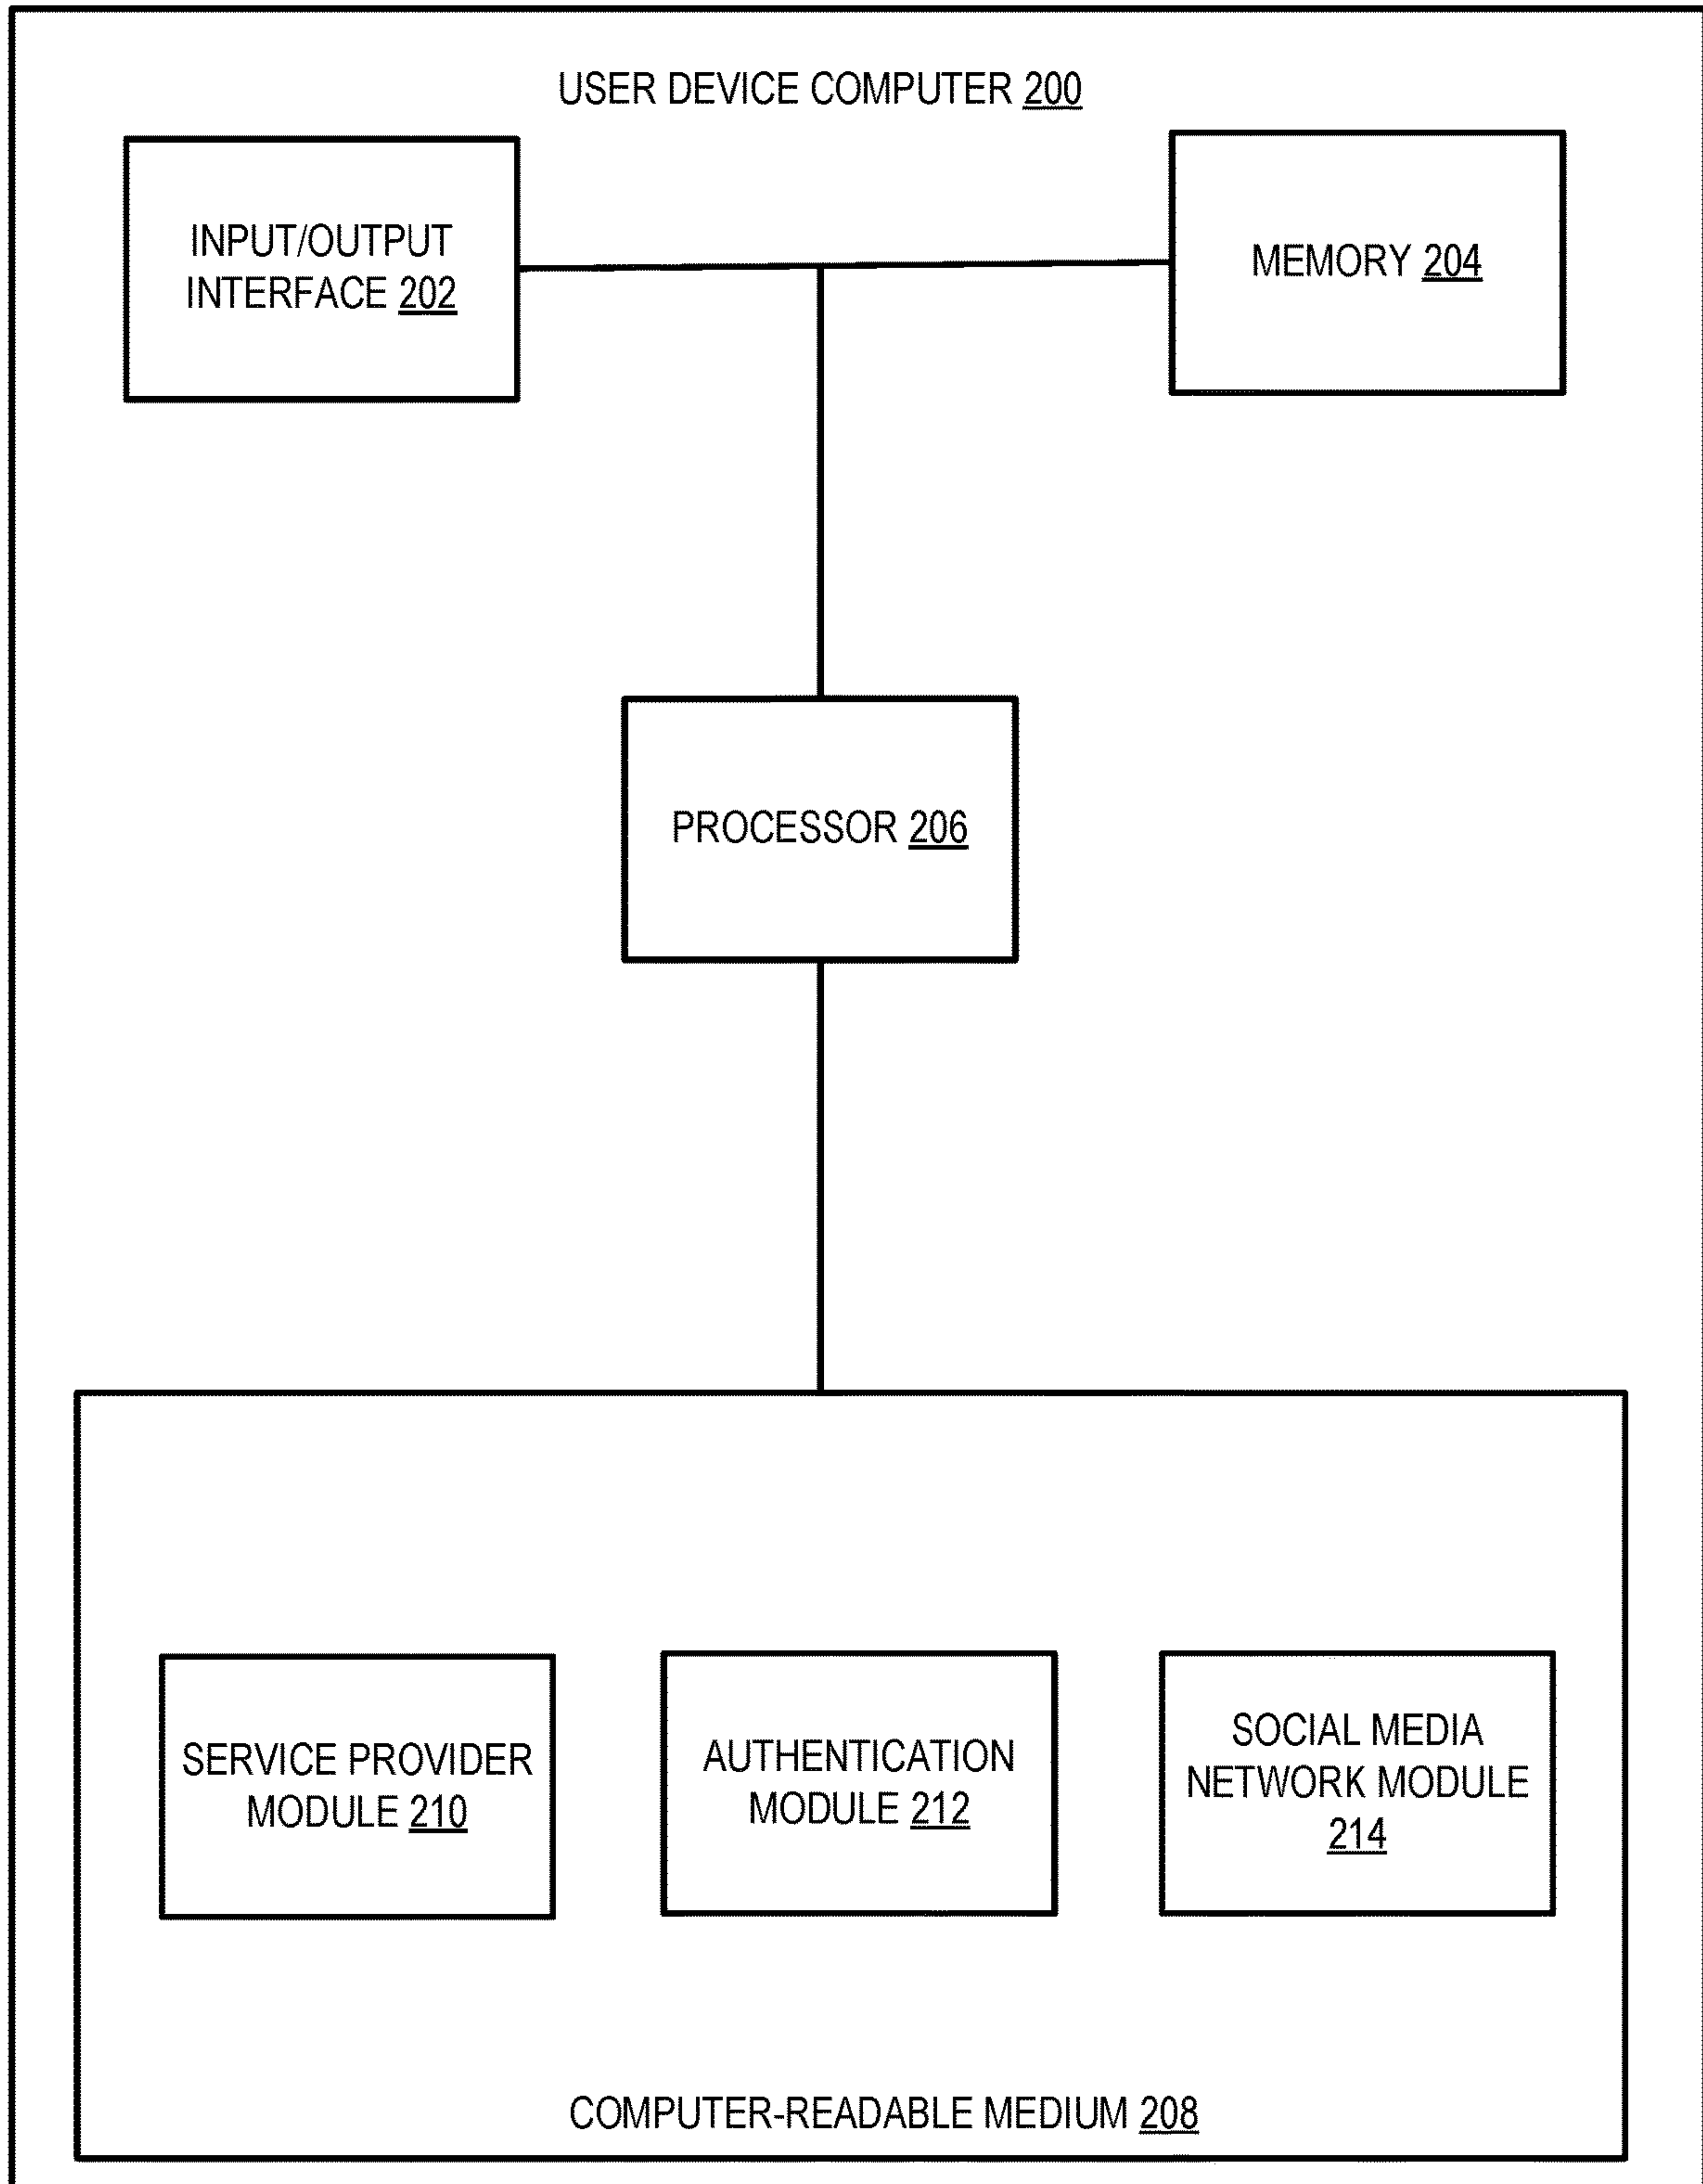 USER DEVICE COMPUTER 200
INPUT/OUTPUT
INTERFACE 202
MEMORY 204
PROCESSOR 206
SERVICE PROVIDER
MODULE 210
AUTHENTICATION
MODULE 212
SOCIAL MEDIA
NETWORK MODULE
214
COMPUTER-READABLE MEDIUM 208